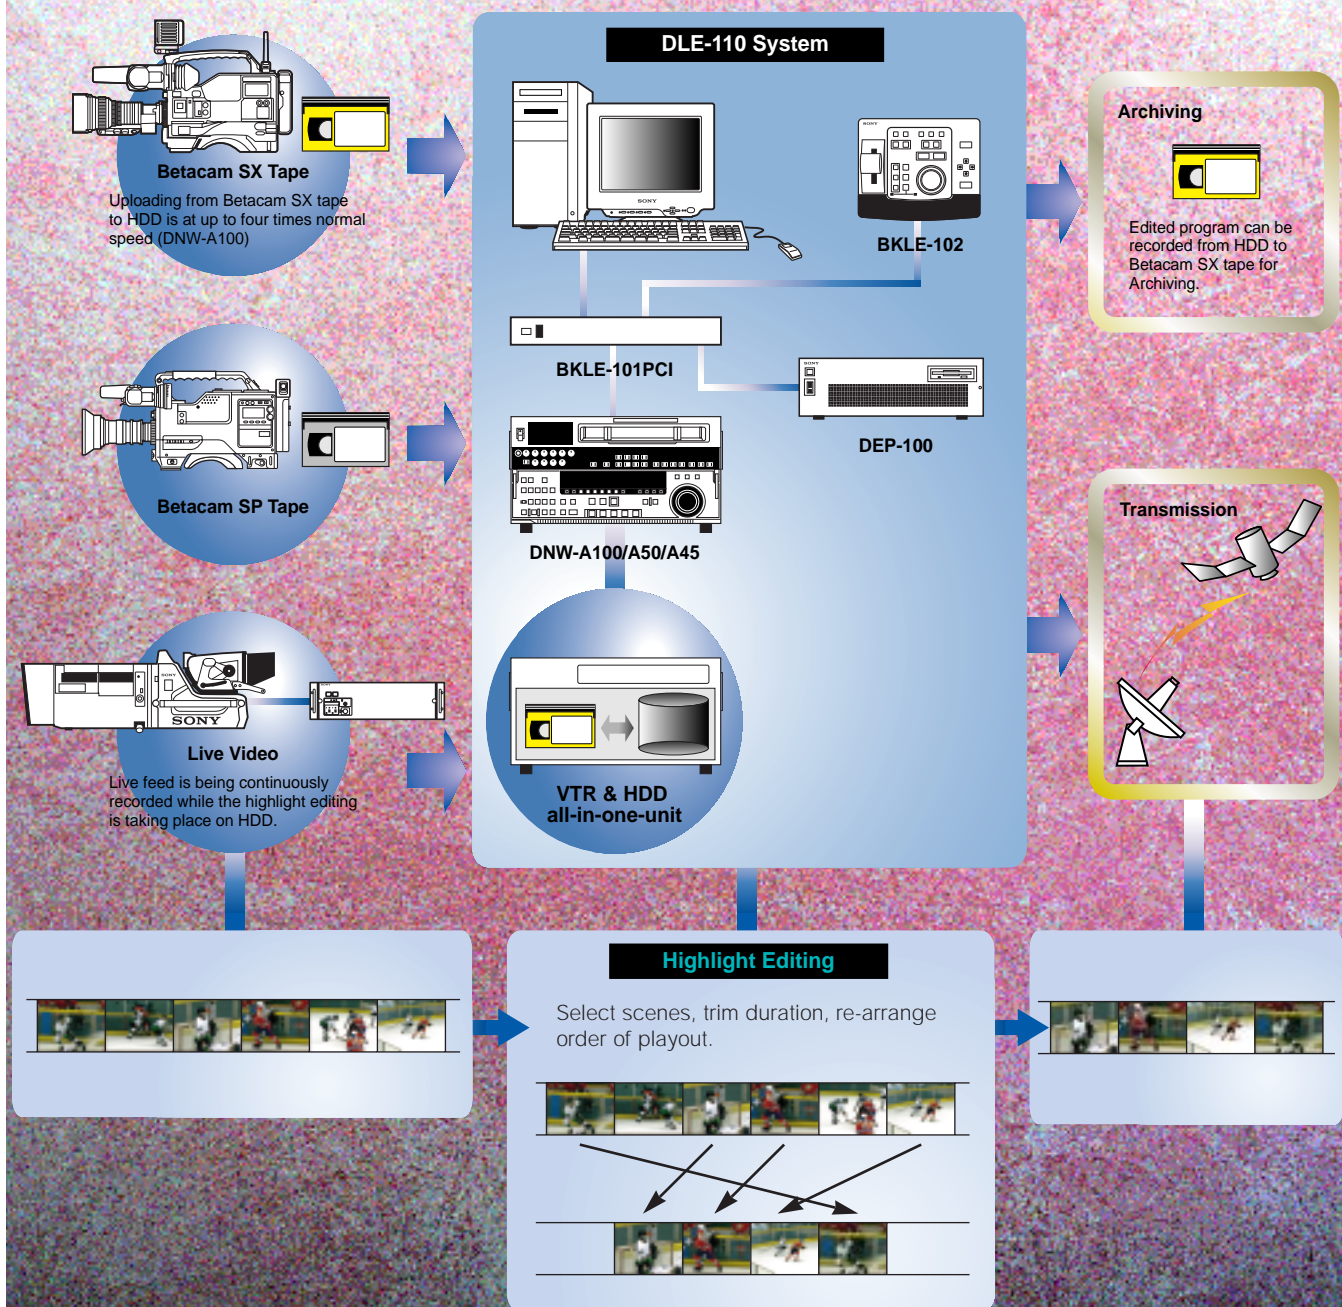 DLE-110 System
Betacam SX Tape
Uploading from Betacam SX tape
to HDD is at up to four times normal
speed (DNW-A100)
SONY
SONY
BKLE-102
Archiving
Edited program can be
recorded from HDD to
Betacam SX tape for
Archiving.
BKLE-101PCI
SONY
DEP-100
Betacam SP Tape
DNW-A100/A50/A45
Transmission
SONY
SONY
Live Video
Live feed is being continuously
recorded while the highlight editing
is taking place on HDD.
VTR & HDD
all-in-one-unit
Highlight Editing
Select scenes, trim duration, re-arrange
order of playout.